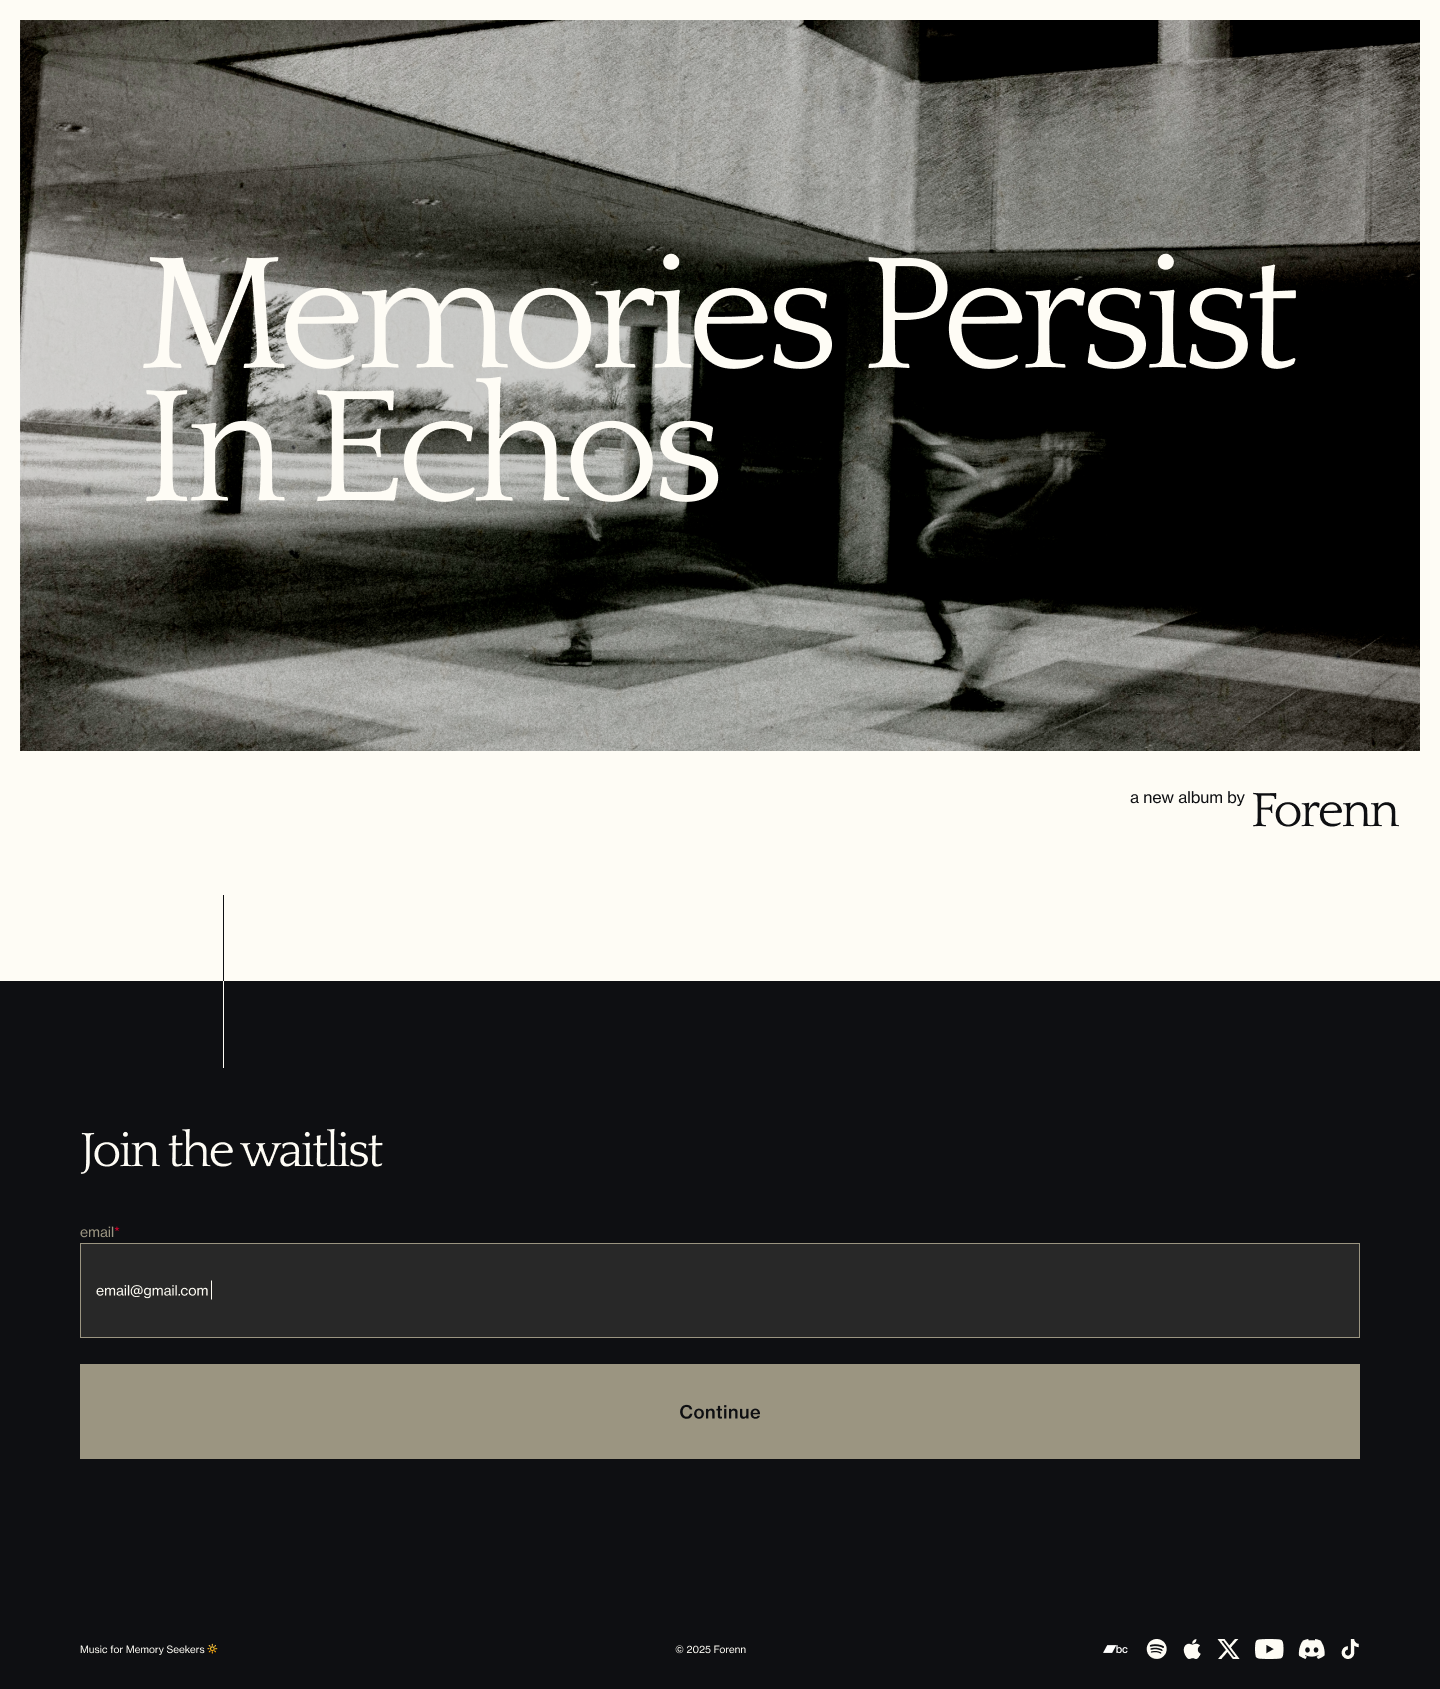 Memories Persist
In Echos
a new album by Forenn
Join the waitlist
email*
email@gmail.com
Continue
Music for Memory Seekers 🔆
© 2025 Forenn
bc